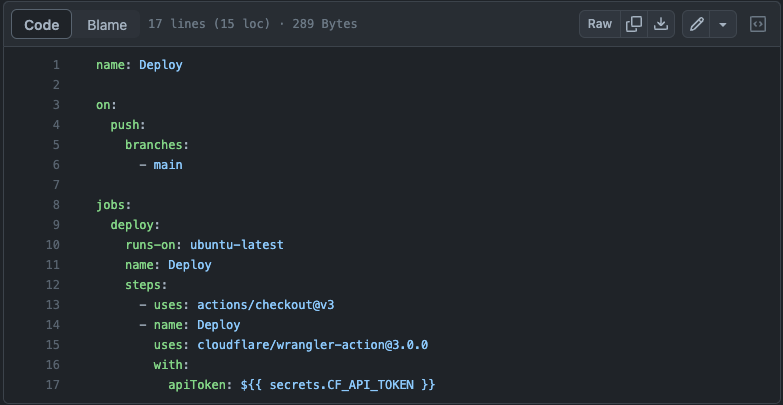 Code Blame 17 lines (15 loc) · 289 Bytes Raw
1 name: Deploy
2
3 on:
4   push:
5     branches:
6       - main
7
8 jobs:
9   deploy:
10     runs-on: ubuntu-latest
11     name: Deploy
12     steps:
13       - uses: actions/checkout@v3
14       - name: Deploy
15         uses: cloudflare/wrangler-action@3.0.0
16         with:
17           apiToken: ${{ secrets.CF_API_TOKEN }}